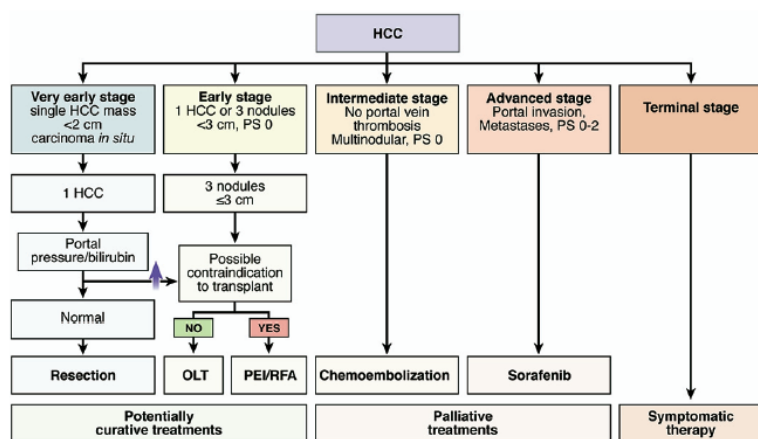 HCC
Very early stage
single HCC mass
<2 cm
carcinoma in situ
Early stage
1 HCC or 3 nodules
<3 cm, PS 0
Intermediate stage
No portal vein
thrombosis
Multinodular, PS 0
Advanced stage
Portal invasion,
Metastases, PS 0-2
Terminal stage
1 HCC
3 nodules
≤3 cm
Portal
pressure/bilirubin
Possible
contraindication
to transplant
Normal
NO
YES
Resection
OLT
PEI/RFA
Chemoembolization
Sorafenib
Potentially
curative treatments
Palliative
treatments
Symptomatic
therapy